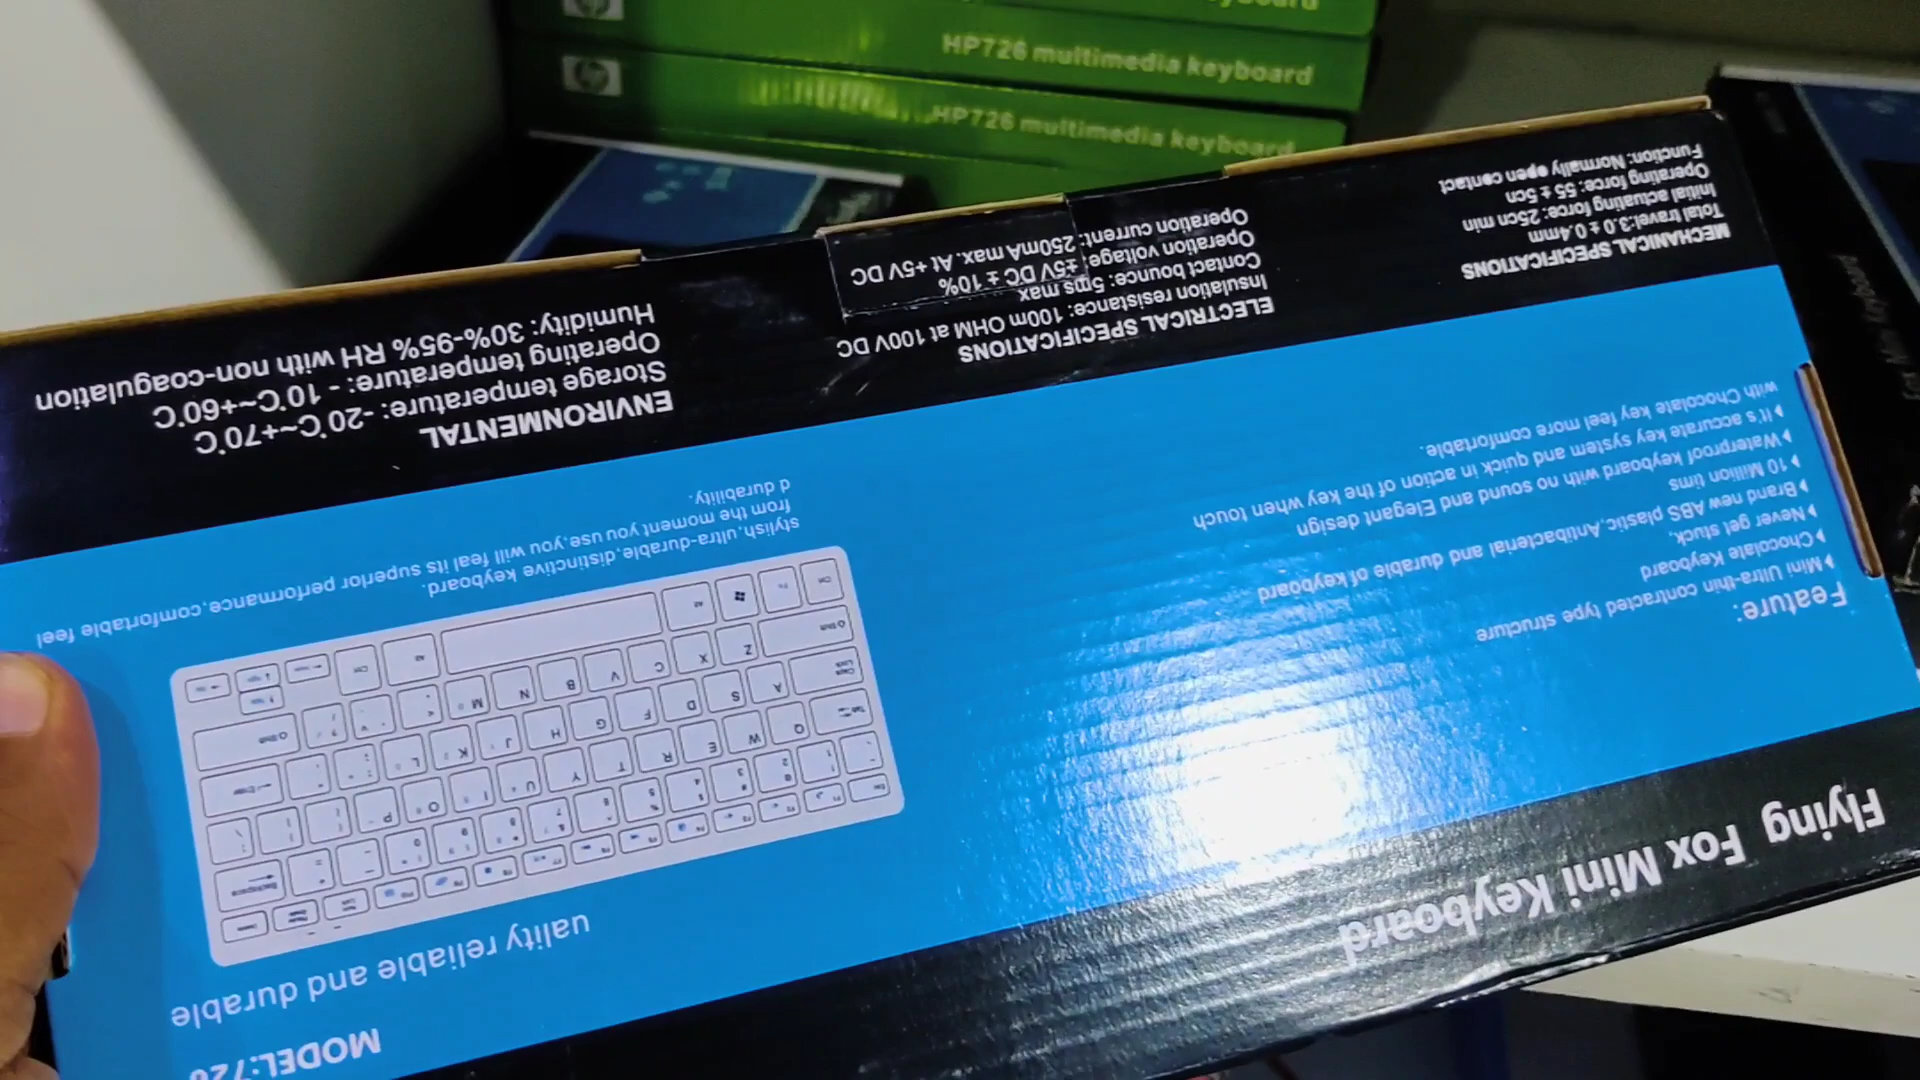 HP726 multimedia keyboard
HP726 multimedia keyboard
Flying Fox Mini Keyboard
MODEL:726
Feature:
Mini Ultra-thin contracted type structure
Chocolate Keyboard
Never get stuck,
Brand new ABS plastic,Antibacterial and durable of keyboard
10 Million tims
Waterproof keyboard with no sound and Elegant design
It's accurate key system and quick in action of the key when touch
with Chocolate key feel more comfortable.
uality reliable and durable
stylish,ultra-durable,distinctive keyboard.
from the moment you use,you will feal its superior performance,comfortable feel
d durability.
MECHANICAL SPECIFICATIONS
Total travel:3.0 ± 0.4mm
Initial actuating force: 25cn min
Operating force: 55 ± 5cn
Function: Normally open contact
ELECTRICAL SPECIFICATIONS
Insulation resistance: 100m OHM at 100V DC
Contact bounce: 5ms max
Operation voltage: ±5V DC ± 10%
Operation current: 250mA max. At +5V DC
ENVIRONMENTAL
Storage temperature: -20°C~+70°C
Operating temperature: - 10°C~+60°C
Humidity: 30%-95% RH with non-coagulation